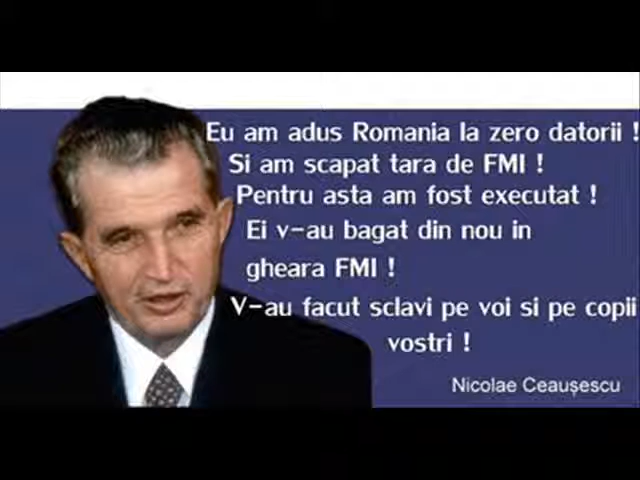 Eu am adus Romania la zero datorii !
Si am scapat tara de FMI !
Pentru asta am fost executat !
Ei v-au bagat din nou in
gheara FMI !
V-au facut sclavi pe voi si pe copii
vostri !
Nicolae Ceaușescu